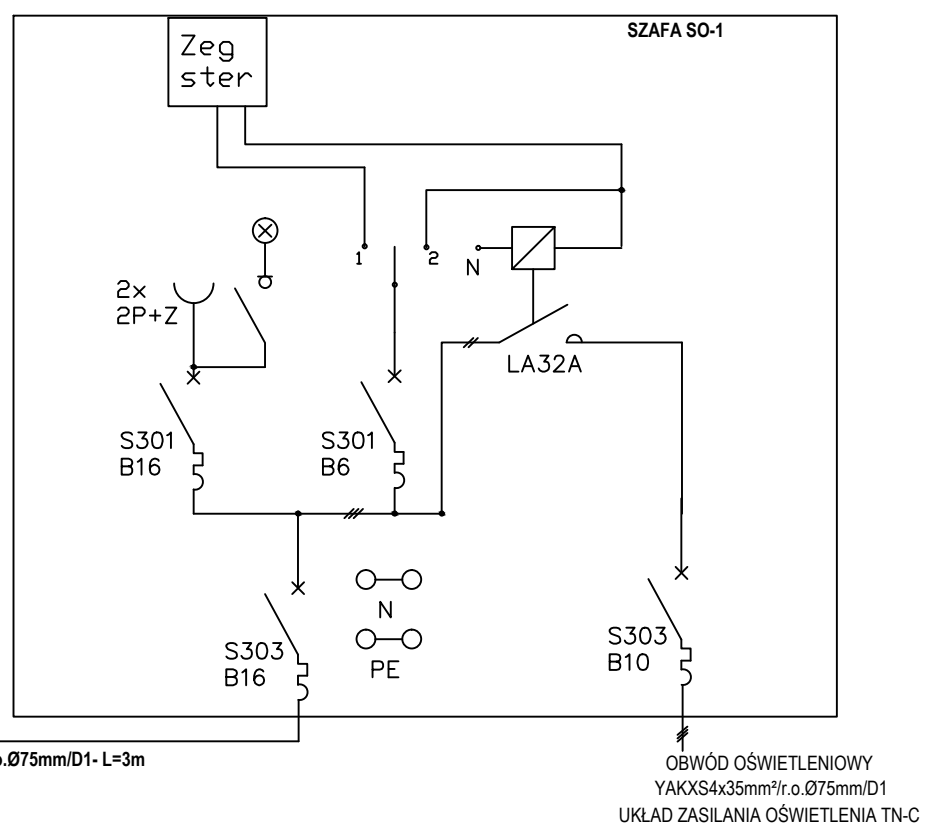 SZAFA SO-1
Zeg
ster
1
2
N
2x
2P+Z
LA32A
S301
B16
S301
B6
N
PE
S303
B16
S303
B10
.Ø75mm/D1- L=3m
OBWÓD OŚWIETLENIOWY
YAKXS4x35mm²/r.o.Ø75mm/D1
UKŁAD ZASILANIA OŚWIETLENIA TN-C